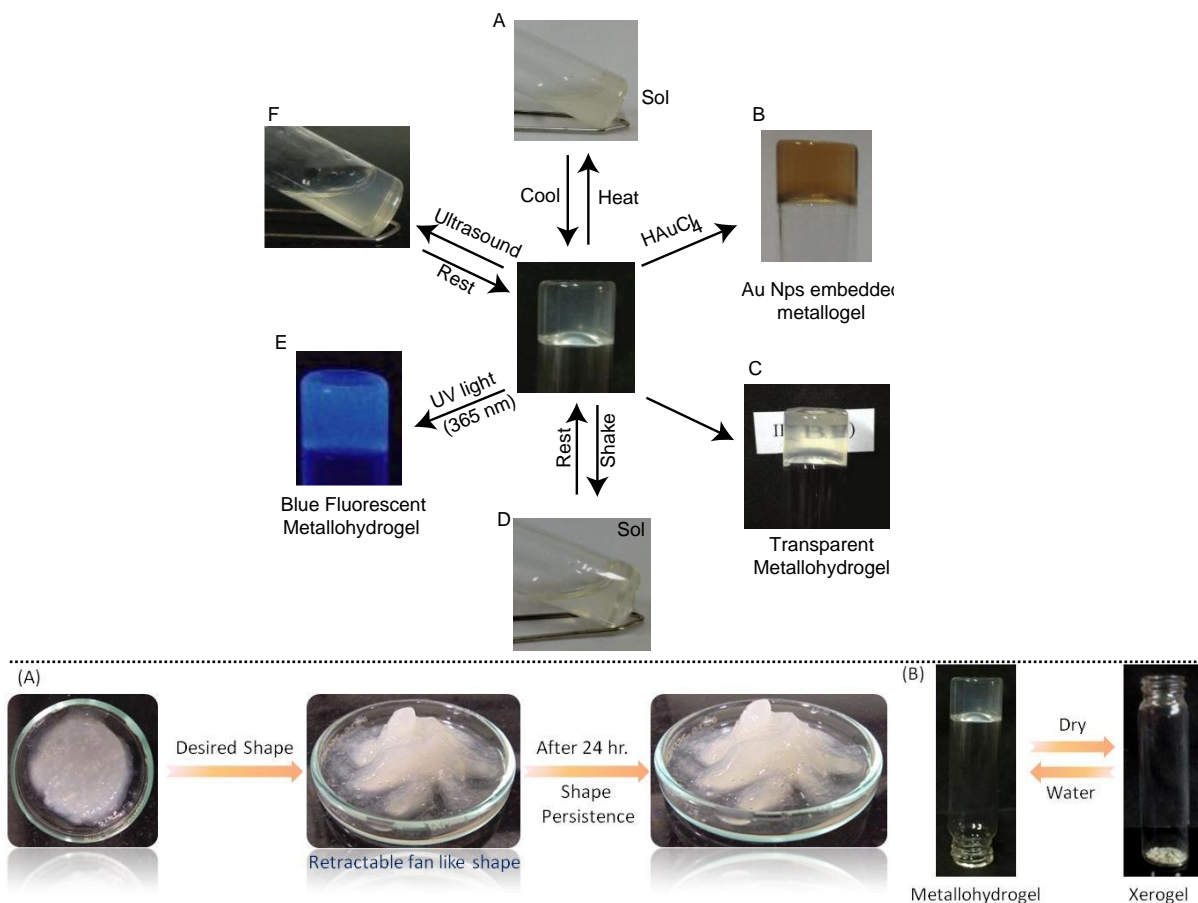 A
Sol
F
B
Cool
Heat
Ultrasound
Rest
HAuCl4
Au Nps embedded
metallogel
E
UV light
(365 nm)
C
Blue Fluorescent
Metallohydrogel
Rest
Shake
D
Sol
Transparent
Metallohydrogel
(A)
(B)
Desired Shape
After 24 hr.
Shape
Persistence
Dry
Water
Retractable fan like shape
Metallohydrogel
Xerogel